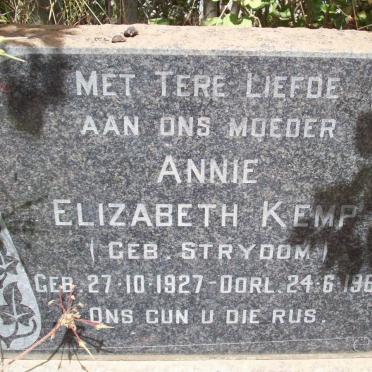 MET TERE LIEFDE
AAN ONS MOEDER
ANNIE
ELIZABETH KEMP
(GEB. STRYDOM)
GEB. 27·10·1927–OORL. 24·6·196
ONS GUN U DIE RUS.